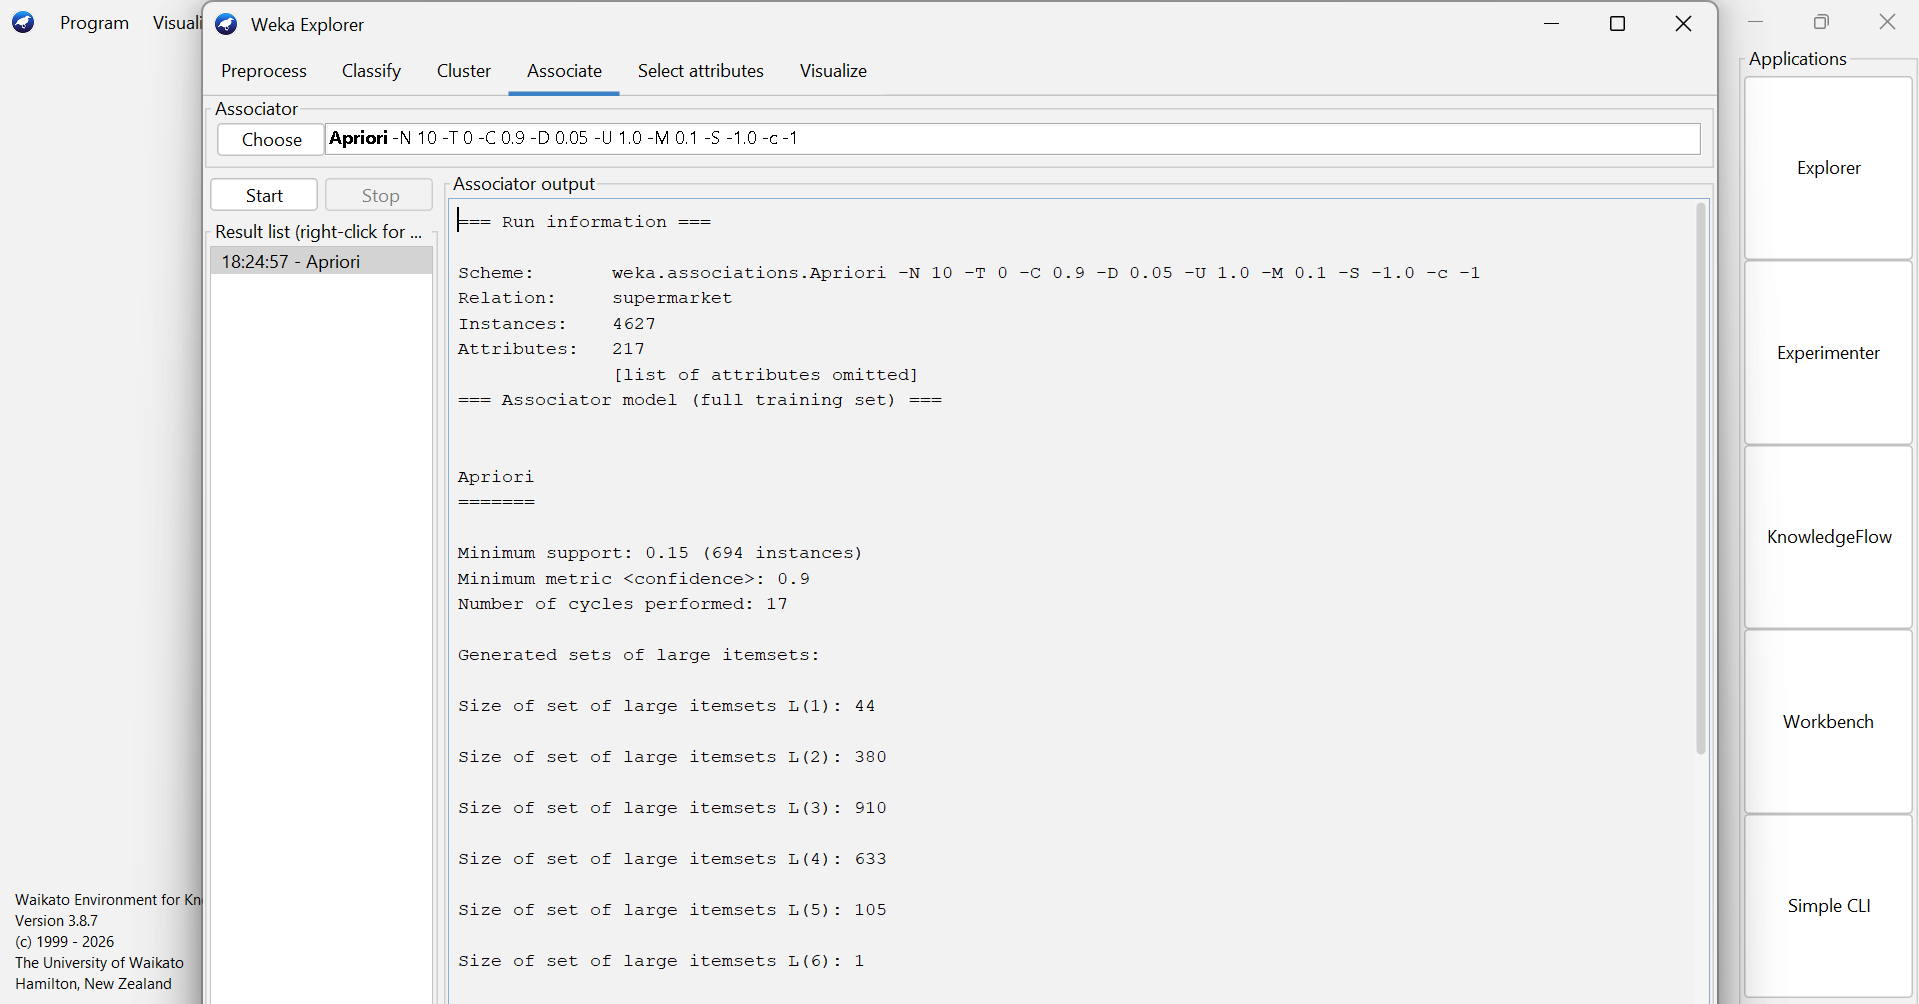 Program Visuali
Weka Explorer
Preprocess Classify Cluster Associate Select attributes Visualize
Associator
Choose Apriori -N 10 -T 0 -C 0.9 -D 0.05 -U 1.0 -M 0.1 -S -1.0 -c -1
Start Stop
Result list (right-click for ...
18:24:57 - Apriori
Associator output
=== Run information ===
Scheme: weka.associations.Apriori -N 10 -T 0 -C 0.9 -D 0.05 -U 1.0 -M 0.1 -S -1.0 -c -1
Relation: supermarket
Instances: 4627
Attributes: 217
[list of attributes omitted]
=== Associator model (full training set) ===
Apriori
=======
Minimum support: 0.15 (694 instances)
Minimum metric <confidence>: 0.9
Number of cycles performed: 17
Generated sets of large itemsets:
Size of set of large itemsets L(1): 44
Size of set of large itemsets L(2): 380
Size of set of large itemsets L(3): 910
Size of set of large itemsets L(4): 633
Size of set of large itemsets L(5): 105
Size of set of large itemsets L(6): 1
Applications
Explorer
Experimenter
KnowledgeFlow
Workbench
Simple CLI
Waikato Environment for Kn
Version 3.8.7
(c) 1999 - 2026
The University of Waikato
Hamilton, New Zealand